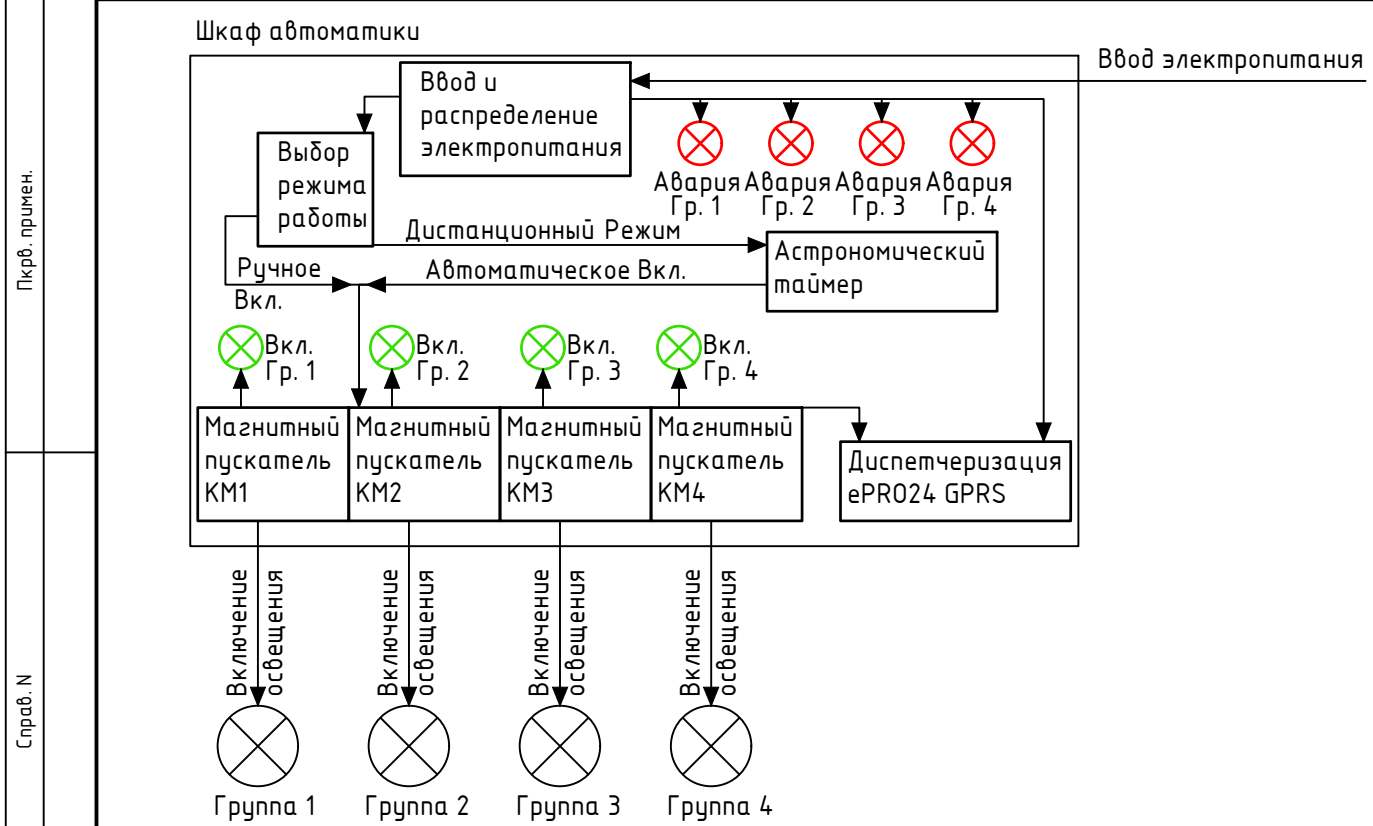 Шкаф автоматики
Ввод электропитания
Ввод и
распределение
электропитания
Выбор
режима
работы
Авария Авария Авария Авария
Гр. 1 Гр. 2 Гр. 3 Гр. 4
Дистанционный Режим
Астрономический
таймер
Ручное
Вкл.
Автоматическое Вкл.
Вкл.
Гр. 1
Вкл.
Гр. 2
Вкл.
Гр. 3
Вкл.
Гр. 4
Магнитный
пускатель
КМ1
Магнитный
пускатель
КМ2
Магнитный
пускатель
КМ3
Магнитный
пускатель
КМ4
Диспетчеризация
ePRO24 GPRS
Включение
освещения
Включение
освещения
Включение
освещения
Включение
освещения
Группа 1
Группа 2
Группа 3
Группа 4
Пкрв. примен.
Справ. N